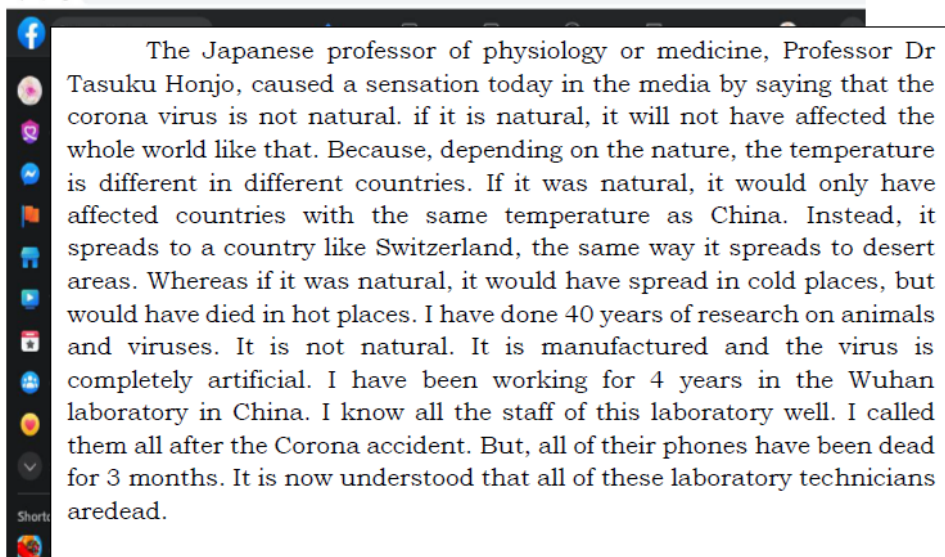 The Japanese professor of physiology or medicine, Professor Dr
Tasuku Honjo, caused a sensation today in the media by saying that the
corona virus is not natural. if it is natural, it will not have affected the
whole world like that. Because, depending on the nature, the temperature
is different in different countries. If it was natural, it would only have
affected countries with the same temperature as China. Instead, it
spreads to a country like Switzerland, the same way it spreads to desert
areas. Whereas if it was natural, it would have spread in cold places, but
would have died in hot places. I have done 40 years of research on animals
and viruses. It is not natural. It is manufactured and the virus is
completely artificial. I have been working for 4 years in the Wuhan
laboratory in China. I know all the staff of this laboratory well. I called
them all after the Corona accident. But, all of their phones have been dead
for 3 months. It is now understood that all of these laboratory technicians
aredead.